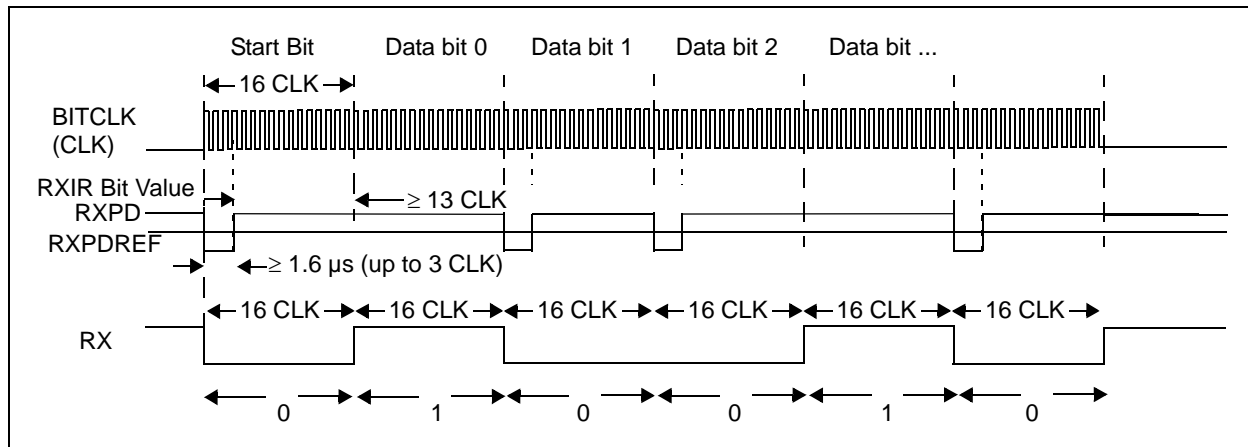 Start Bit Data bit 0 Data bit 1 Data bit 2 Data bit ...
16 CLK
BITCLK
(CLK)
RXIR Bit Value
≥ 13 CLK
RXPD
RXPDREF
≥ 1.6 µs (up to 3 CLK)
16 CLK 16 CLK 16 CLK 16 CLK 16 CLK 16 CLK
RX
0 1 0 0 1 0